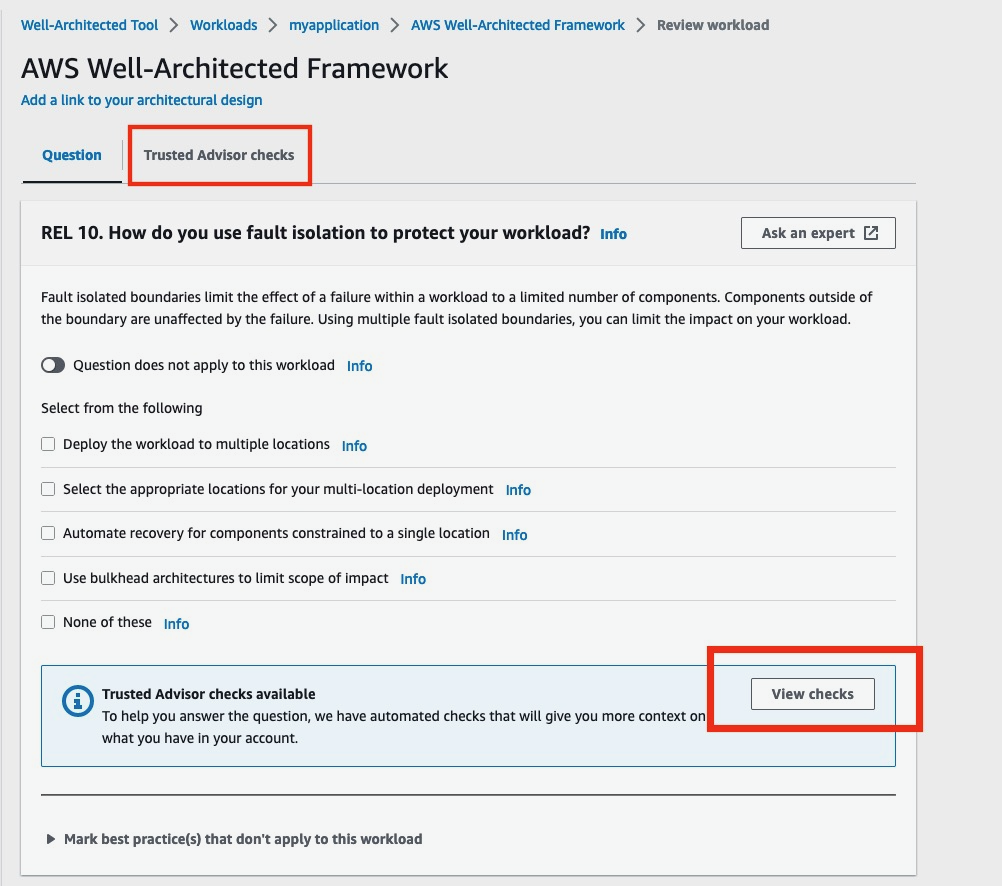 Well-Architected Tool > Workloads > myapplication > AWS Well-Architected Framework > Review workload
AWS Well-Architected Framework
Add a link to your architectural design
Question Trusted Advisor checks
REL 10. How do you use fault isolation to protect your workload? Info Ask an expert
Fault isolated boundaries limit the effect of a failure within a workload to a limited number of components. Components outside of
the boundary are unaffected by the failure. Using multiple fault isolated boundaries, you can limit the impact on your workload.
Question does not apply to this workload Info
Select from the following
Deploy the workload to multiple locations Info
Select the appropriate locations for your multi-location deployment Info
Automate recovery for components constrained to a single location Info
Use bulkhead architectures to limit scope of impact Info
None of these Info
Trusted Advisor checks available View checks
To help you answer the question, we have automated checks that will give you more context on
what you have in your account.
Mark best practice(s) that don't apply to this workload